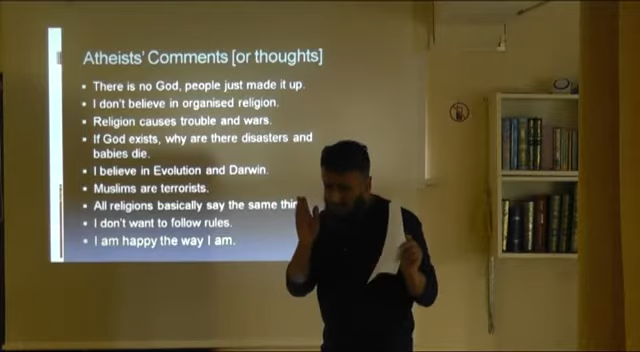 Atheists' Comments [or thoughts]
▪ There is no God, people just made it up.
▪ I don't believe in organised religion.
▪ Religion causes trouble and wars.
▪ If God exists, why are there disasters and
babies die.
▪ I believe in Evolution and Darwin.
▪ Muslims are terrorists.
▪ All religions basically say the same thin
▪ I don't want to follow rules.
▪ I am happy the way I am.